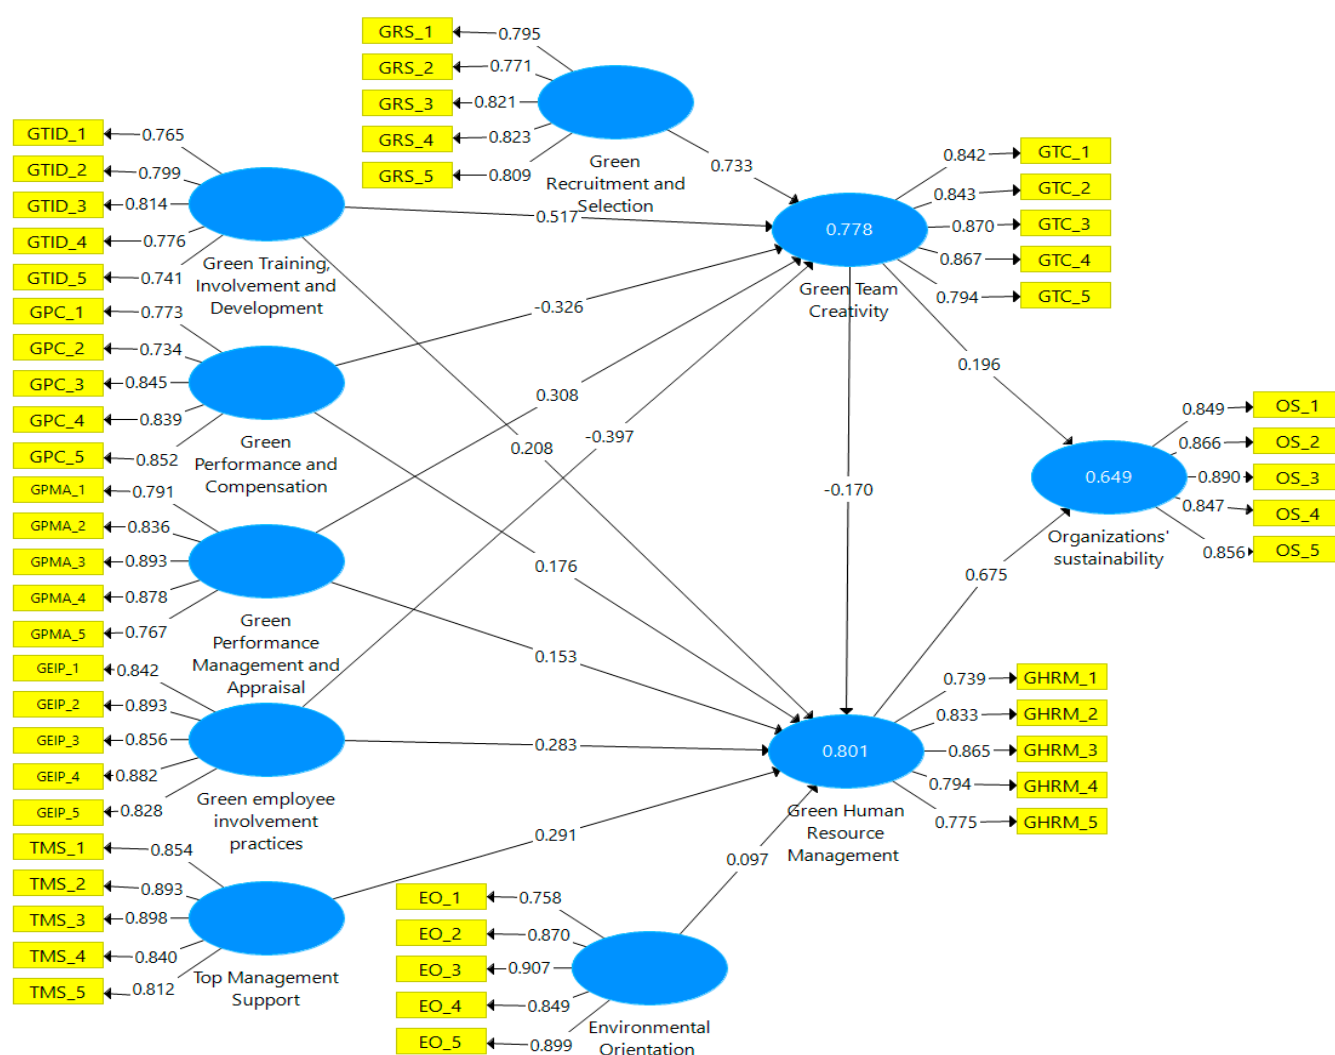 GRS_1
0.795
GRS_2
0.771
GRS_3
0.821
GRS_4
0.823
GRS_5
0.809
Green
Recruitment and
Selection
0.733
GTID_1
0.765
GTID_2
0.799
GTID_3
0.814
GTID_4
0.776
GTID_5
0.741
Green Training,
Involvement and
Development
0.517
0.208
GPC_1
0.773
GPC_2
0.734
GPC_3
0.845
GPC_4
0.839
GPC_5
0.852
Green
Performance and
Compensation
-0.326
0.176
GPMA_1
0.791
GPMA_2
0.836
GPMA_3
0.893
GPMA_4
0.878
GPMA_5
0.767
Green
Performance
Management and
Appraisal
0.308
0.153
GEIP_1
0.842
GEIP_2
0.893
GEIP_3
0.856
GEIP_4
0.882
GEIP_5
0.828
Green employee
involvement
practices
-0.397
0.283
TMS_1
0.854
TMS_2
0.893
TMS_3
0.898
TMS_4
0.840
TMS_5
0.812
Top Management
Support
0.291
EO_1
0.758
EO_2
0.870
EO_3
0.907
EO_4
0.849
EO_5
0.899
Environmental
Orientation
0.097
0.778
Green Team
Creativity
0.842
GTC_1
0.843
GTC_2
0.870
GTC_3
0.867
GTC_4
0.794
GTC_5
0.196
-0.170
0.649
Organizations'
sustainability
0.849
OS_1
0.866
OS_2
0.890
OS_3
0.847
OS_4
0.856
OS_5
0.675
0.801
Green Human
Resource
Management
0.739
GHRM_1
0.833
GHRM_2
0.865
GHRM_3
0.794
GHRM_4
0.775
GHRM_5